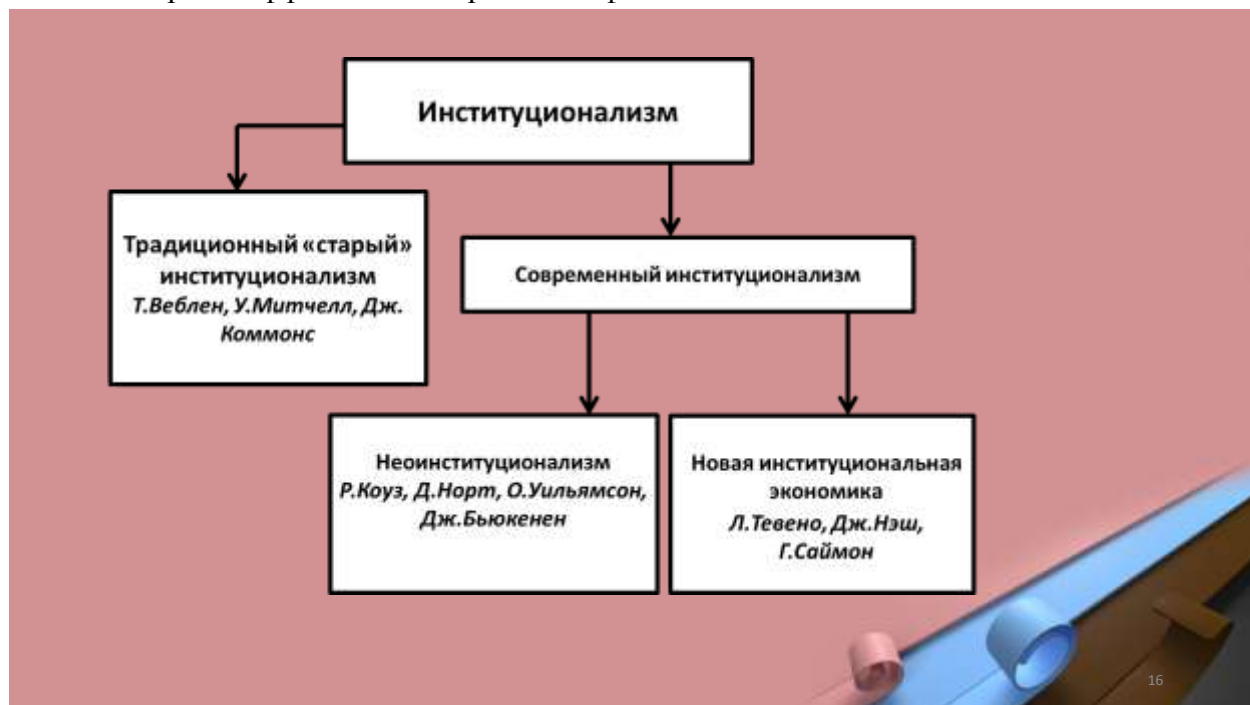 Институционализм
Традиционный «старый»
институционализм
Т.Веблен, У.Митчелл, Дж.
Коммонс
Современный институционализм
Неоинституционализм
Р.Коуз, Д.Норт, О.Уильямсон,
Дж.Бьюкенен
Новая институциональная
экономика
Л.Тевено, Дж.Нэш,
Г.Саймон
16